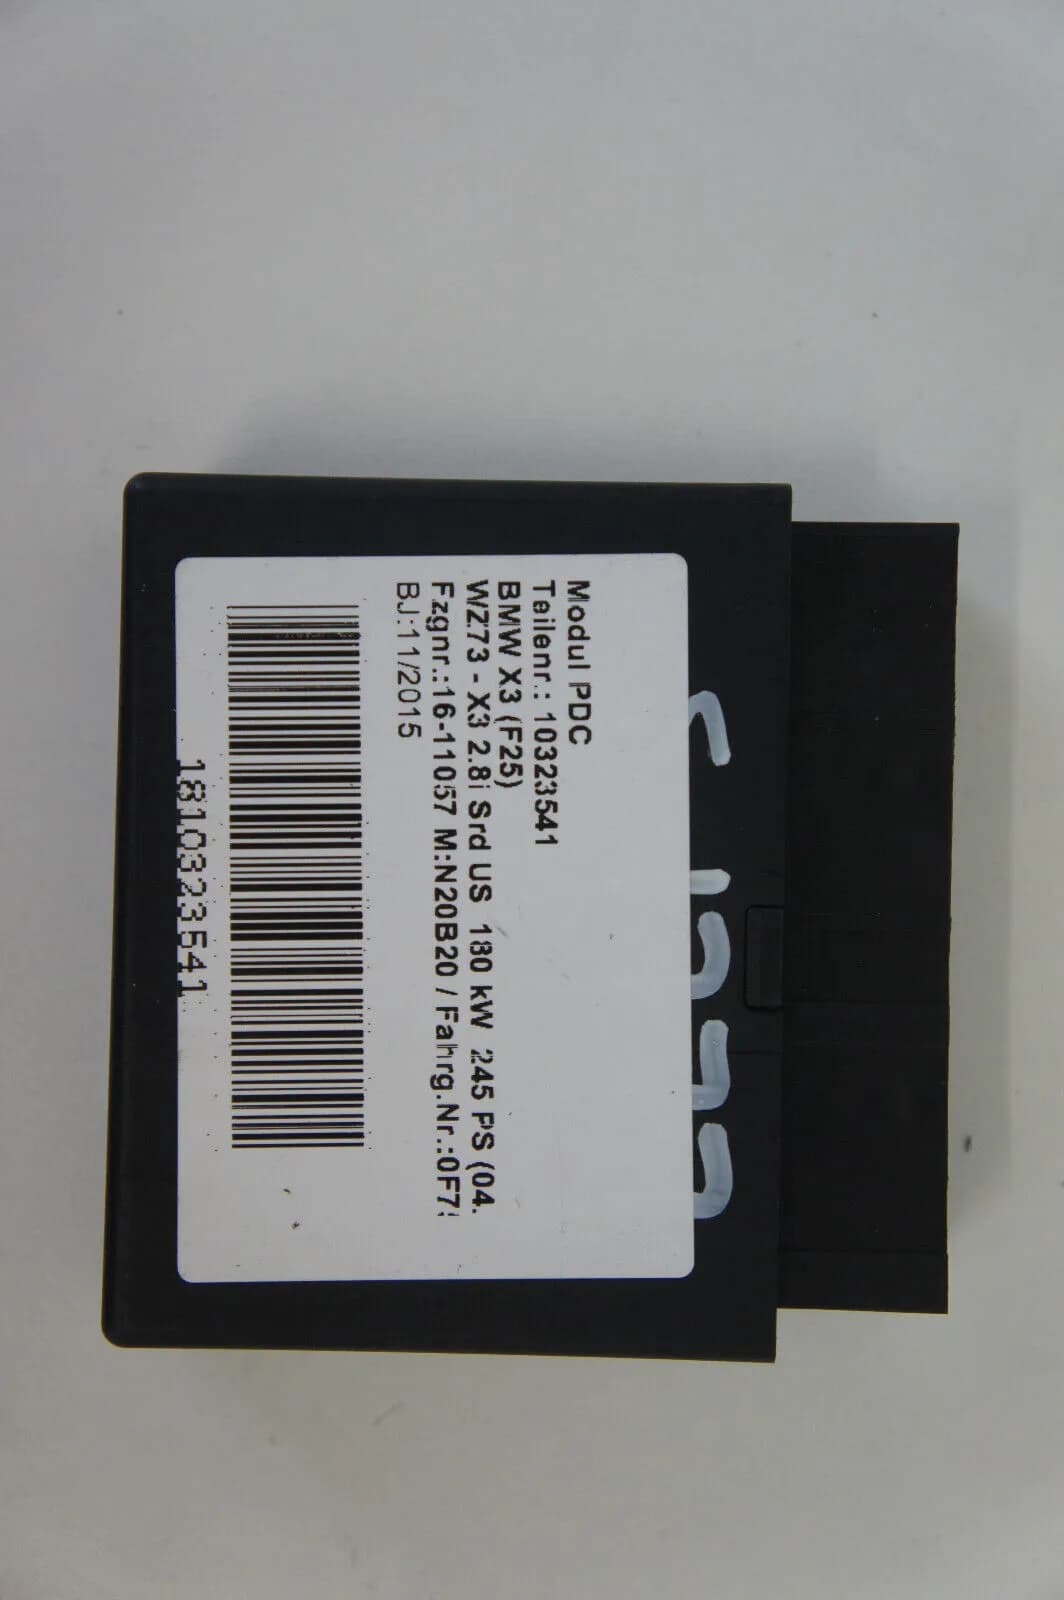 Modul PDC
Teilenr.: 10323541
BMW X3 (F25)
WZ73 - X3 2.8i Srd US 180 kW 245 PS (04.
Fzgnr.:16-11057 M:N20B20 / Fahrg.Nr.:0F7
BJ:11/2015
1810323541